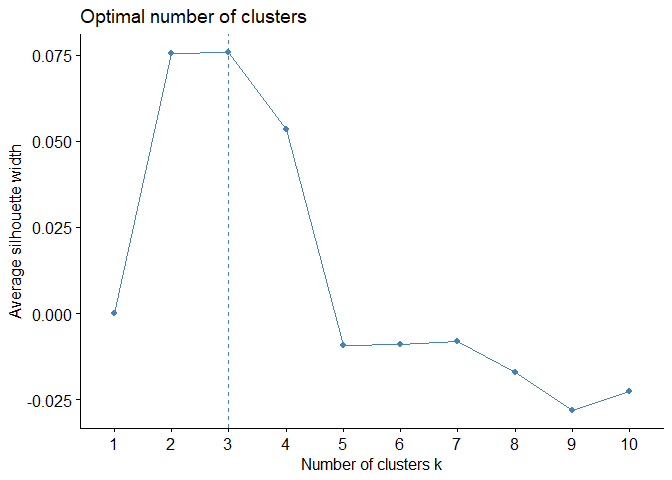 Optimal number of clusters
Average silhouette width
0.075
0.050
0.025
0.000
-0.025
1 2 3 4 5 6 7 8 9 10
Number of clusters k